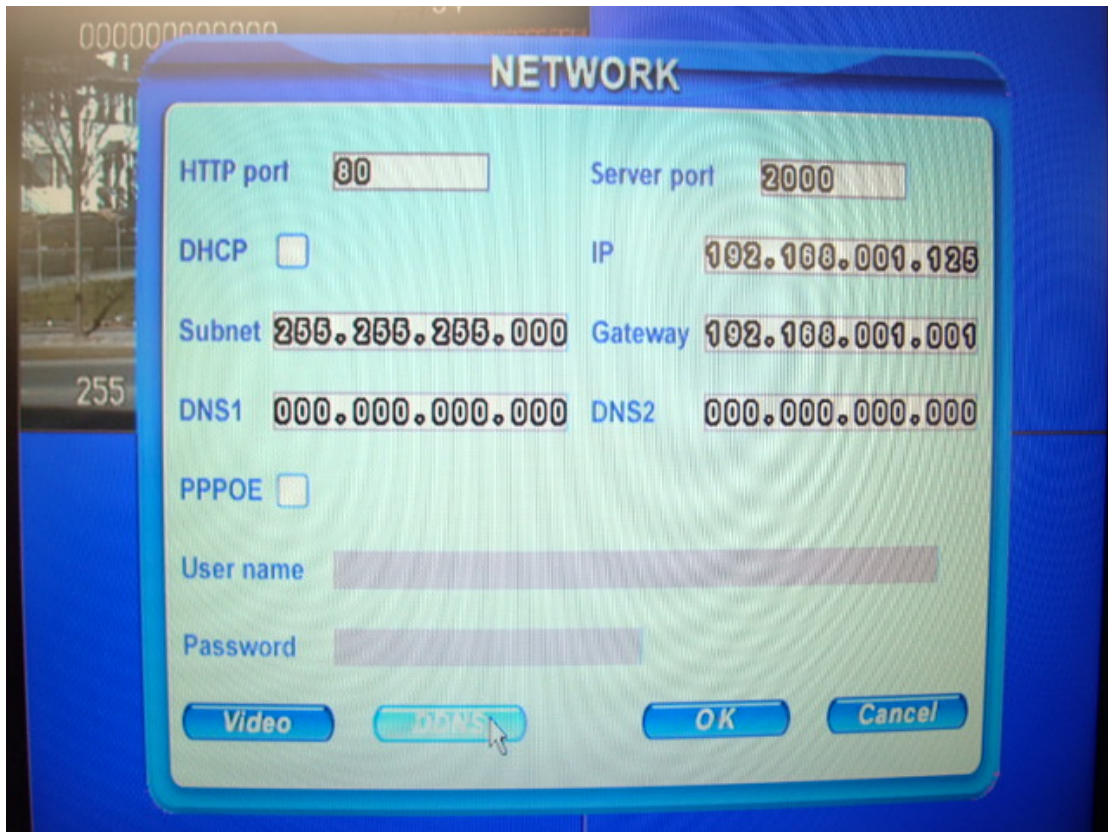 000000000000
NETWORK
HTTP port 80 Server port 2000
DHCP IP 192.168.001.125
Subnet 255.255.255.000 Gateway 192.168.001.001
255
DNS1 000.000.000.000 DNS2 000.000.000.000
PPPOE
User name
Password
Video DDNS OK Cancel